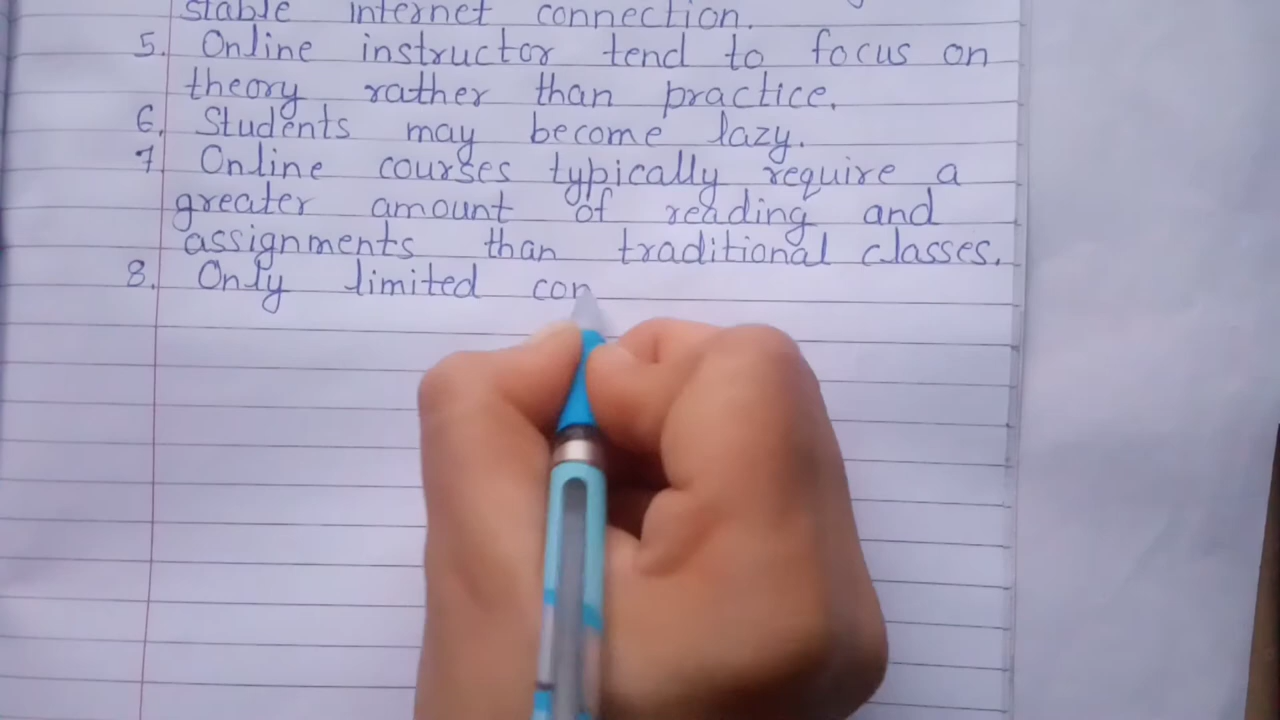 stable internet connection.
5. Online instructor tend to focus on
theory rather than practice.
6. Students may become lazy.
7 Online courses typically require a
greater amount of reading and
assignments than traditional classes.
8. Only limited con